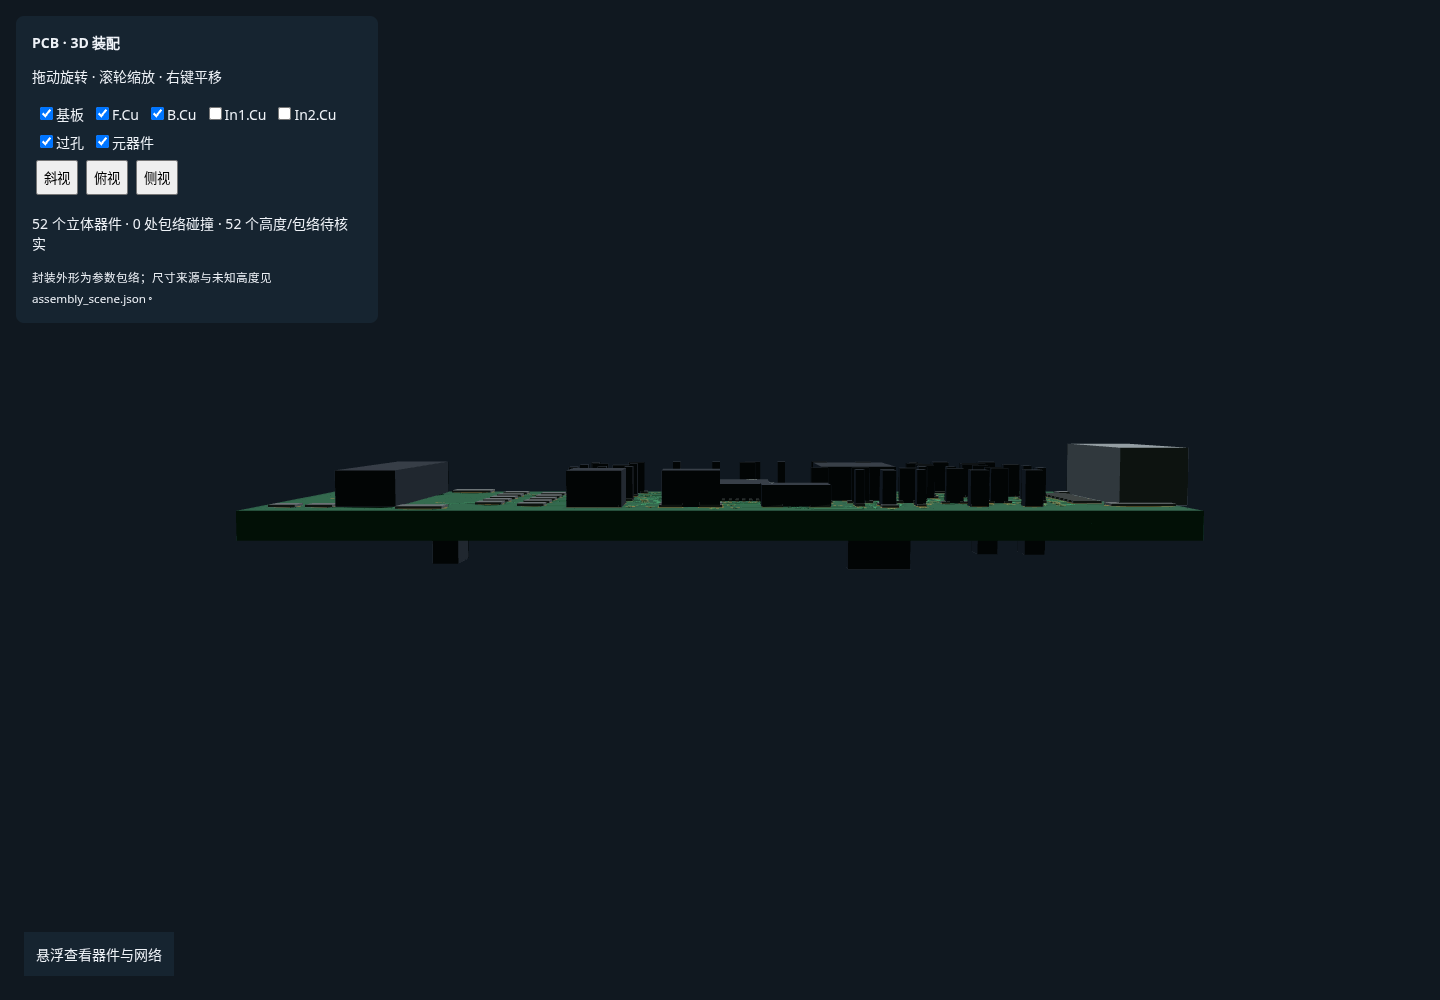 PCB · 3D 装配
拖动旋转 · 滚轮缩放 · 右键平移
基板 F.Cu B.Cu In1.Cu In2.Cu
过孔 元器件
斜视 俯视 侧视
52 个立体器件 · 0 处包络碰撞 · 52 个高度/包络待核
实
封装外形为参数包络；尺寸来源与未知高度见
assembly_scene.json。
悬浮查看器件与网络